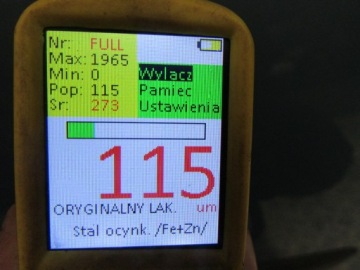 Nr: FULL
Max: 1965
Min: 0
Pop: 115
Sr: 273
Wylacz
Pamiec
Ustawienia
115
ORYGINALNY LAK. um
Stal ocynk. /Fe+Zn/